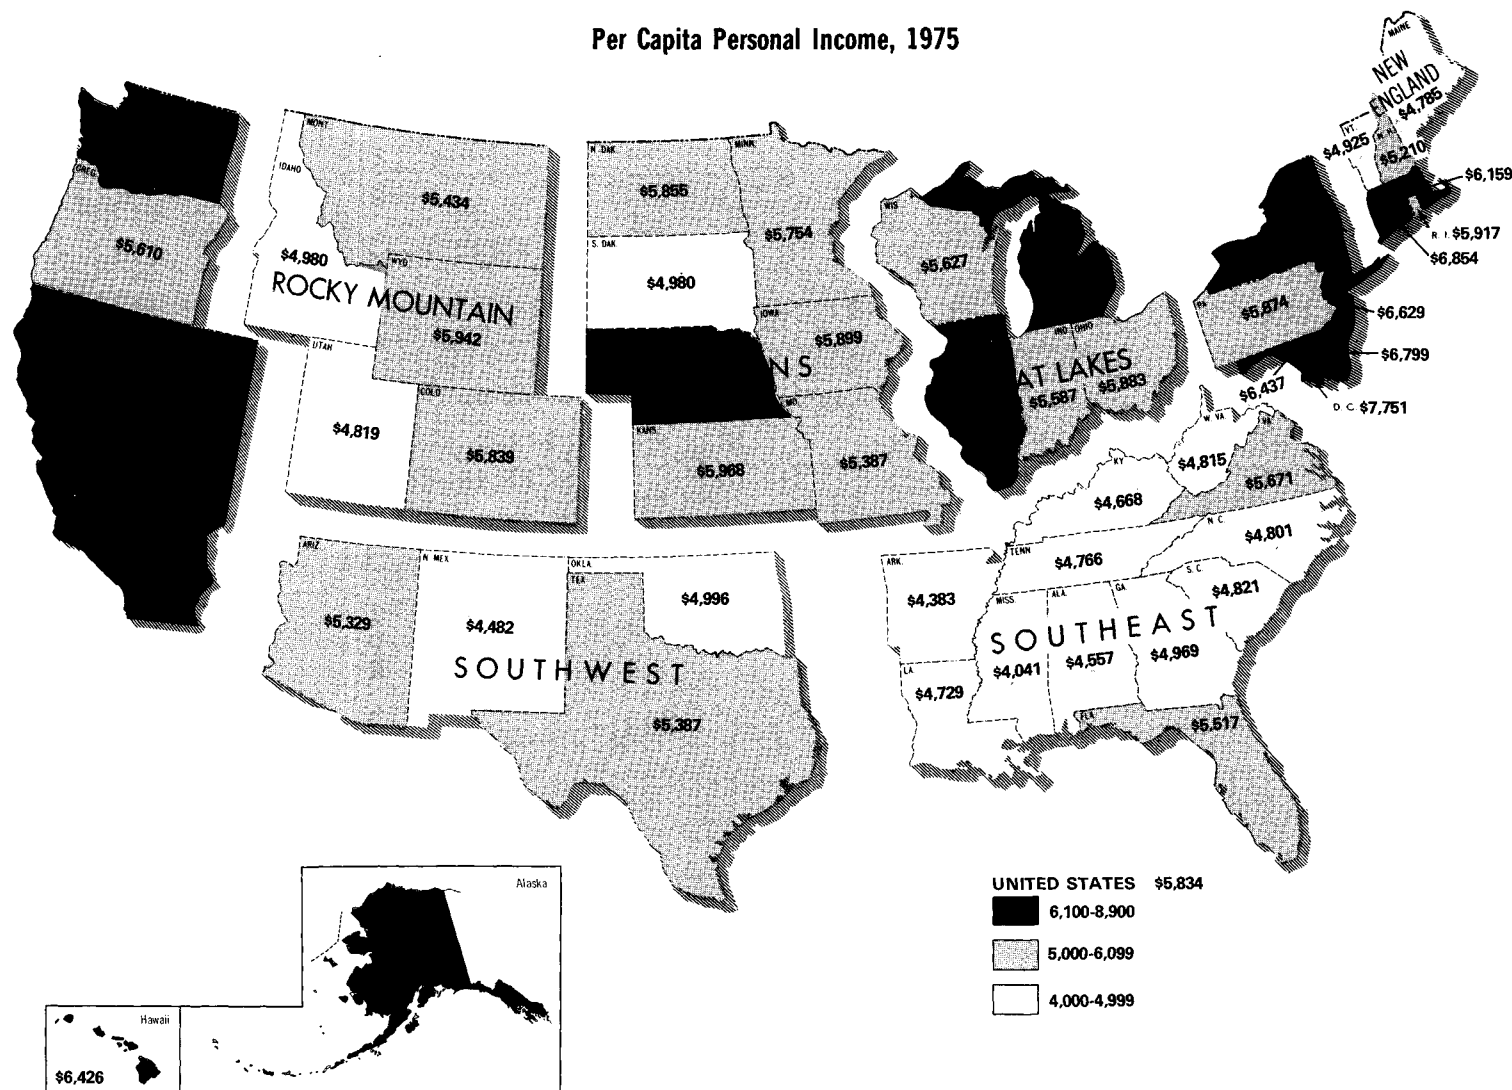 Per Capita Personal Income, 1975
MAINE
NEW
ENGLAND
$4,785
VT.
$4,925
N. H.
$5,210
$6,159
R. I. $5,917
$6,854
$6,629
$6,799
$6,437
D. C. $7,751
PA
$5,874
OREG
$5,610
MONT
$5,434
IDAHO
$4,980
ROCKY MOUNTAIN
WYO
$5,942
UTAH
$4,819
COLO
$5,839
N. DAK
$5,855
MINN
$5,754
S. DAK
$4,980
IOWA
$5,899
NS
MO
$5,387
KANS
$5,968
WIS
$5,627
IND
OHIO
AT LAKES
$5,587
$5,883
W. VA
$4,815
VA
$5,671
KY
$4,668
N C
$4,801
TENN
$4,766
S. C.
$4,821
ARK.
$4,383
MISS.
ALA.
GA.
SOUTHEAST
$4,041
$4,557
$4,969
LA
$4,729
FLA
$5,517
ARIZ
$5,329
N MEX
$4,482
OKLA
$4,996
TEX
SOUTHWEST
$5,387
UNITED STATES $5,834
6,100-8,900
5,000-6,099
4,000-4,999
Alaska
Hawaii
$6,426